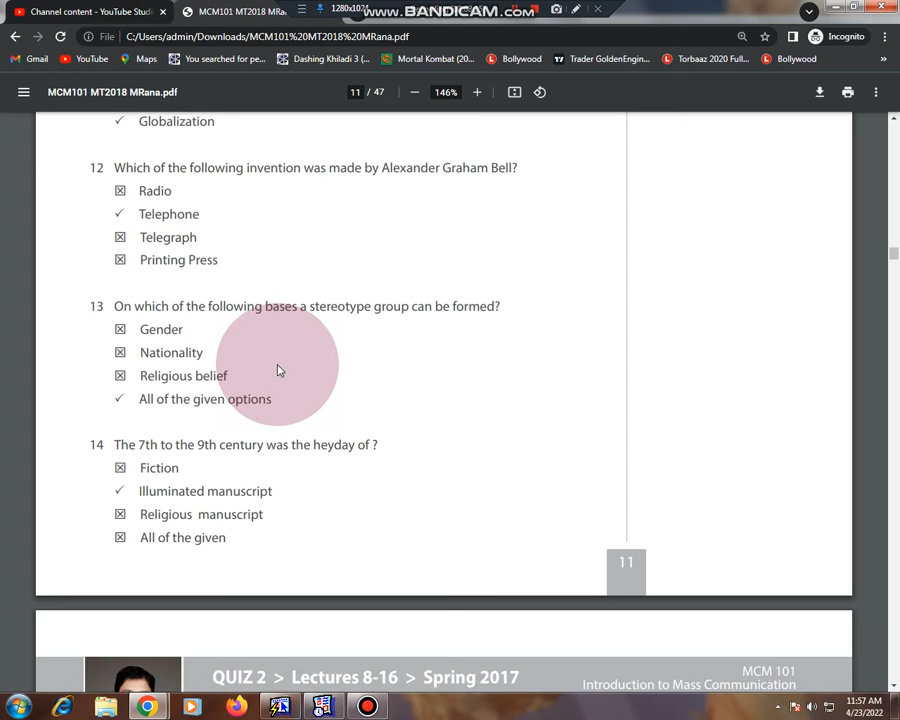 Channel content - YouTube Studi
MCM101 MT2018 MRan
1280x1024
www.BANDICAM.com
File
C:/Users/admin/Downloads/MCM101%20MT2018%20MRana.pdf
Incognito
Gmail
YouTube
Maps
You searched for pe...
Dashing Khiladi 3 (...
Mortal Kombat (20...
Bollywood
Trader GoldenEngin...
Torbaaz 2020 Full...
Bollywood
»
MCM101 MT2018 MRana.pdf
11 / 47
146%
Globalization
12 Which of the following invention was made by Alexander Graham Bell?
Radio
Telephone
Telegraph
Printing Press
13 On which of the following bases a stereotype group can be formed?
Gender
Nationality
Religious belief
All of the given options
14 The 7th to the 9th century was the heyday of ?
Fiction
Illuminated manuscript
Religious manuscript
All of the given
11
QUIZ 2 > Lectures 8-16 > Spring 2017
MCM 101
Introduction to Mass Communication
11:57 AM
4/23/2022